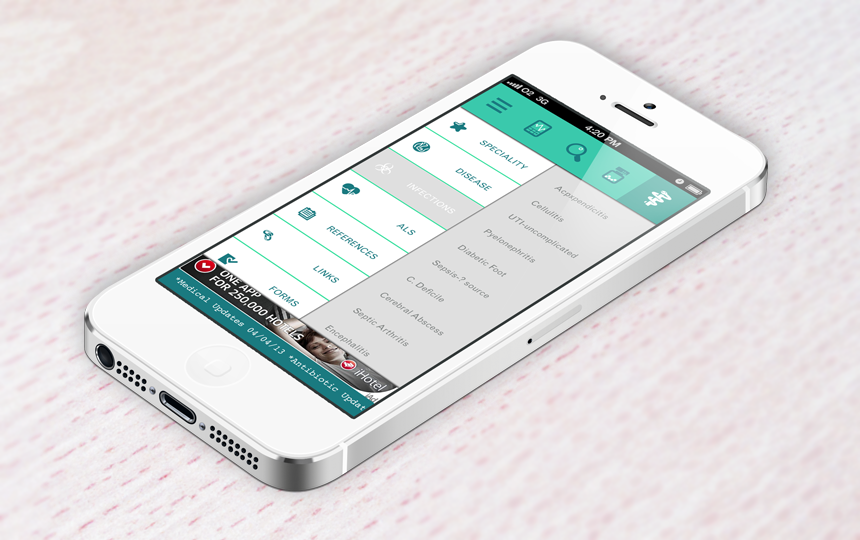 O2 3G
4:20 PM
SPECIALITY
DISEASE
INFECTIONS
ALS
REFERENCES
LINKS
FORMS
Acpxpendicitis
Cellulitis
UTI-uncomplicated
Pyelonephritis
Diabetic Foot
Sepsis-? source
C. Deficile
Cerebral Abscess
Septic Arthritis
Encephalitis
ONE APP
FOR 250,000 HOTELS
iHotel
*Medical Updates 04/04/13 *Antibiotic Updat